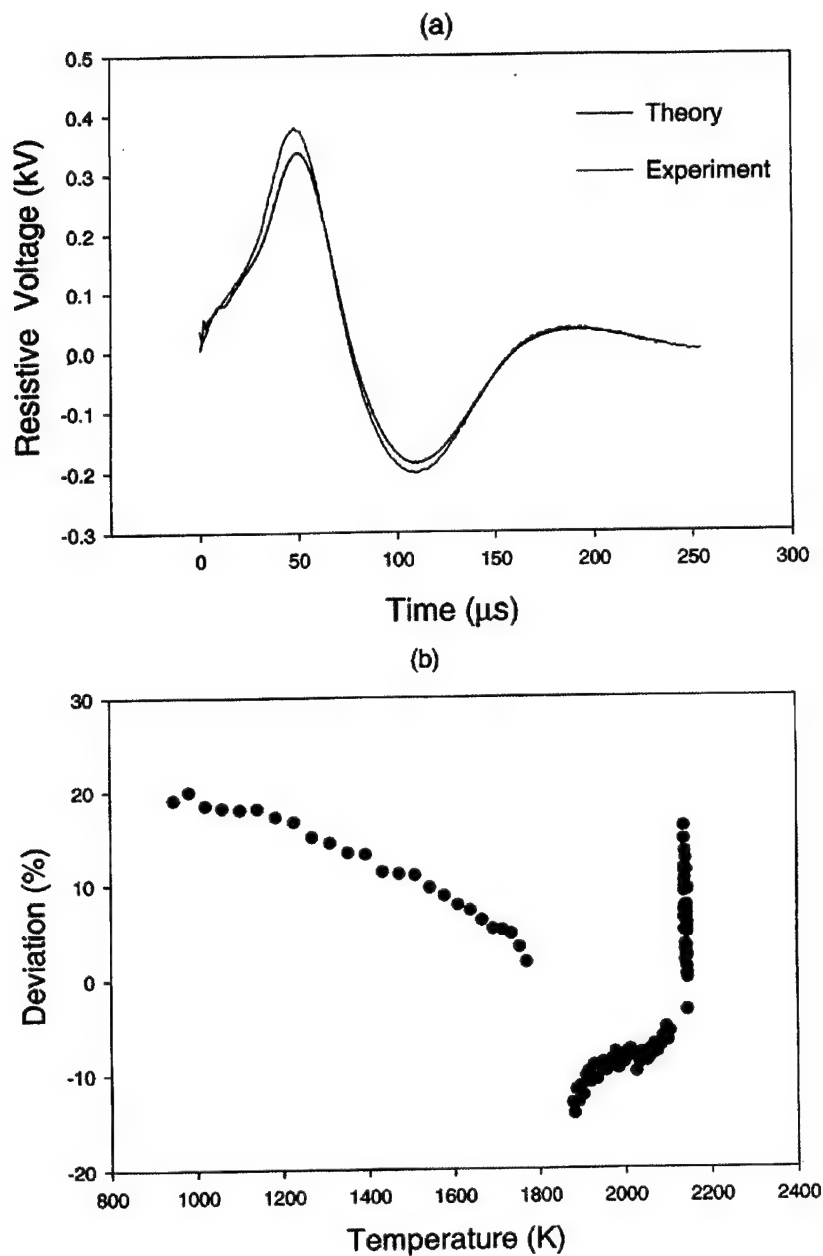 (a)
0.5
0.4
0.3
0.2
0.1
0.0
-0.1
-0.2
-0.3
Resistive Voltage (kV)
Theory
Experiment
0 50 100 150 200 250 300
Time (μs)
(b)
30
20
10
0
-10
-20
Deviation (%)
800 1000 1200 1400 1600 1800 2000 2200 2400
Temperature (K)